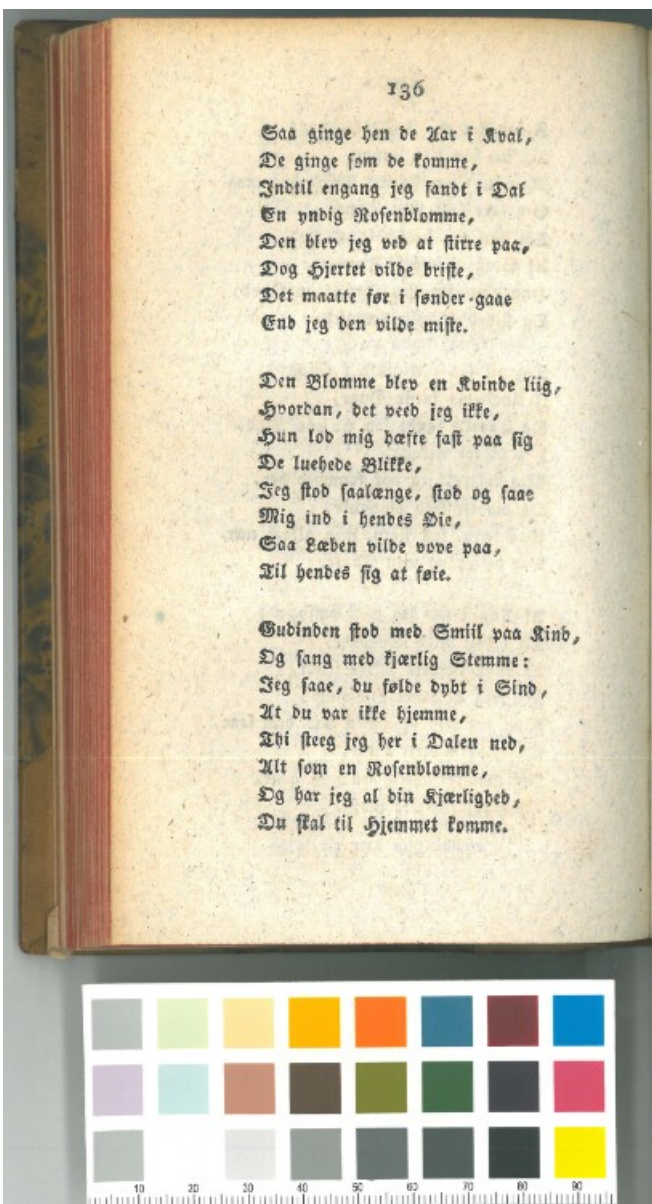 136
Saa ginge hen de Aar i Kval,
De ginge som de komme,
Indtil engang jeg fandt i Dal
En yndig Rosenblomme,
Den blev jeg ved at stirre paa,
Dog Hjertet vilde briste,
Det maatte før i sønder gaae
End jeg den vilde miste.
Den Blomme blev en Kvinde liig,
Hvordan, det veed jeg ikke,
Hun lod mig hæfte fast paa sig
De luehede Blikke,
Jeg stod saalænge, stod og saae
Mig ind i hendes Øie,
Saa Læben vilde vove paa,
Til hendes sig at føie.
Gudinden stod med Smiil paa Kind,
Og sang med kjærlig Stemme:
Jeg saae, du følde dybt i Sind,
At du var ikke hjemme,
Thi steeg jeg her i Dalen ned,
Alt som en Rosenblomme,
Og har jeg al din Kjærlighed,
Du skal til Hjemmet komme.
10 20 30 40 50 60 70 80 90